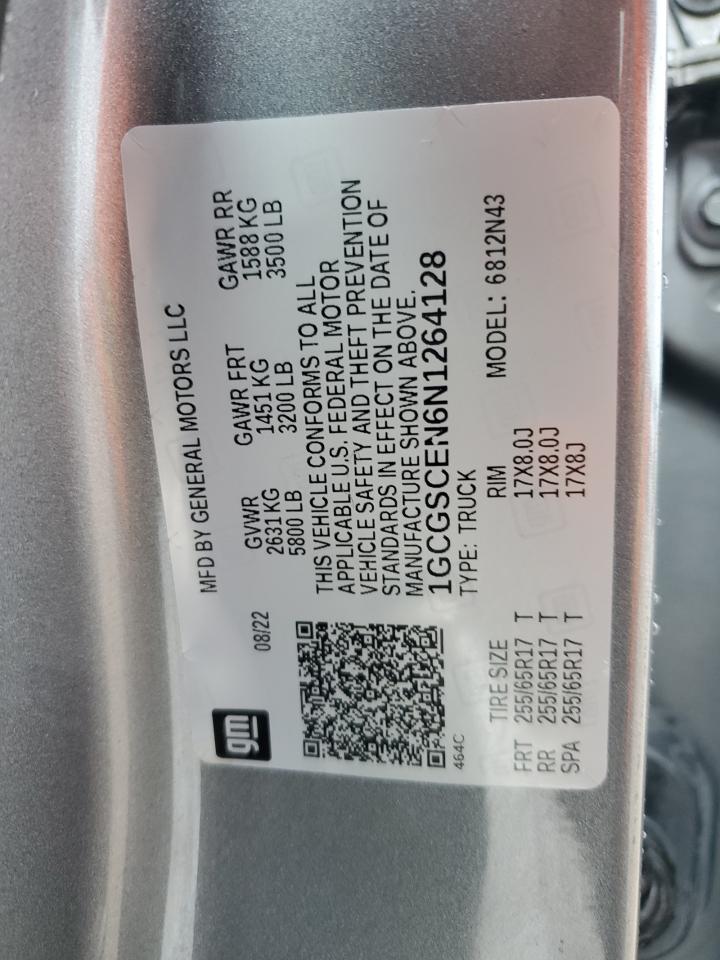 gm
MFD BY GENERAL MOTORS LLC
08/22
GVWR GAWR FRT GAWR RR
2631 KG 1451 KG 1588 KG
5800 LB 3200 LB 3500 LB
THIS VEHICLE CONFORMS TO ALL
APPLICABLE U.S. FEDERAL MOTOR
VEHICLE SAFETY AND THEFT PREVENTION
STANDARDS IN EFFECT ON THE DATE OF
MANUFACTURE SHOWN ABOVE.
1GCGSCEN6N1264128
464C
TYPE: TRUCK MODEL: 6812N43
TIRE SIZE RIM
FRT 255/65R17 T 17X8.0J
RR 255/65R17 T 17X8.0J
SPA 255/65R17 T 17X8J